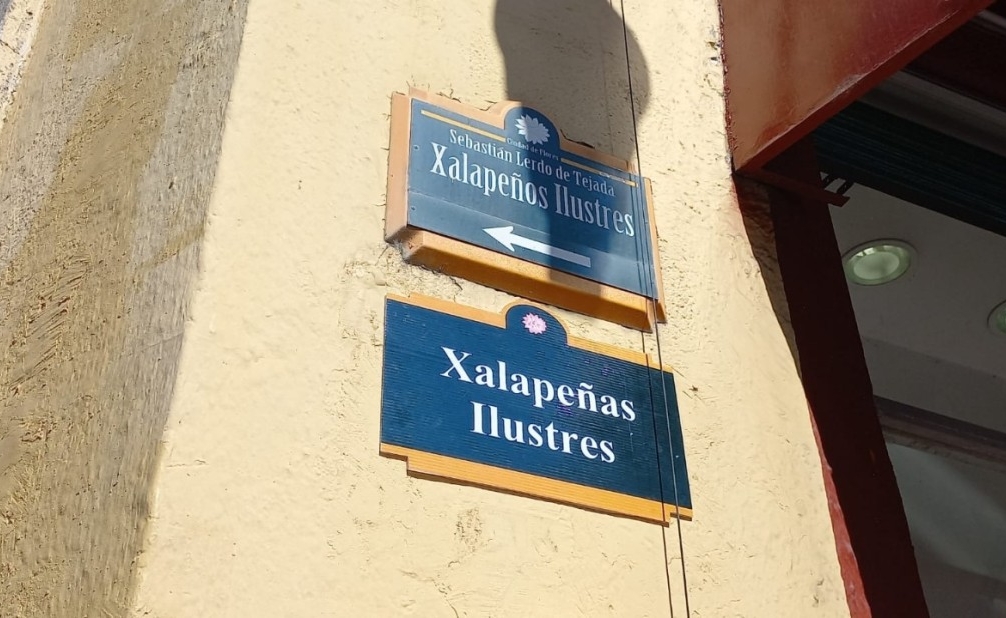 Ciudad de Flores
Sebastián Lerdo de Tejada
Xalapeños Ilustres
Xalapeñas
Ilustres